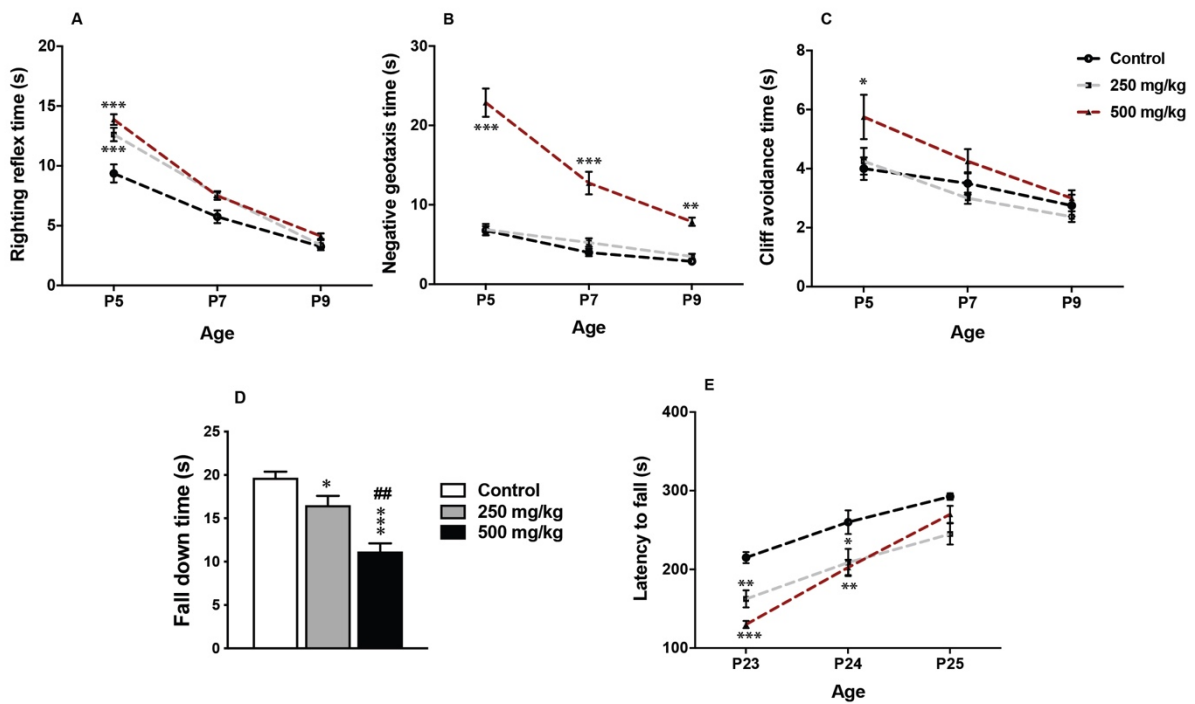 A
Righting reflex time (s)
20
15
10
5
0
***
***
P5
P7
P9
Age
B
Negative geotaxis time (s)
30
20
10
0
***
***
**
P5
P7
P9
Age
C
Cliff avoidance time (s)
8
6
4
2
0
*
P5
P7
P9
Age
Control
250 mg/kg
500 mg/kg
D
Fall down time (s)
25
20
15
10
5
0
*
##
***
Control
250 mg/kg
500 mg/kg
E
Latency to fall (s)
400
300
200
100
**
***
*
**
P23
P24
P25
Age